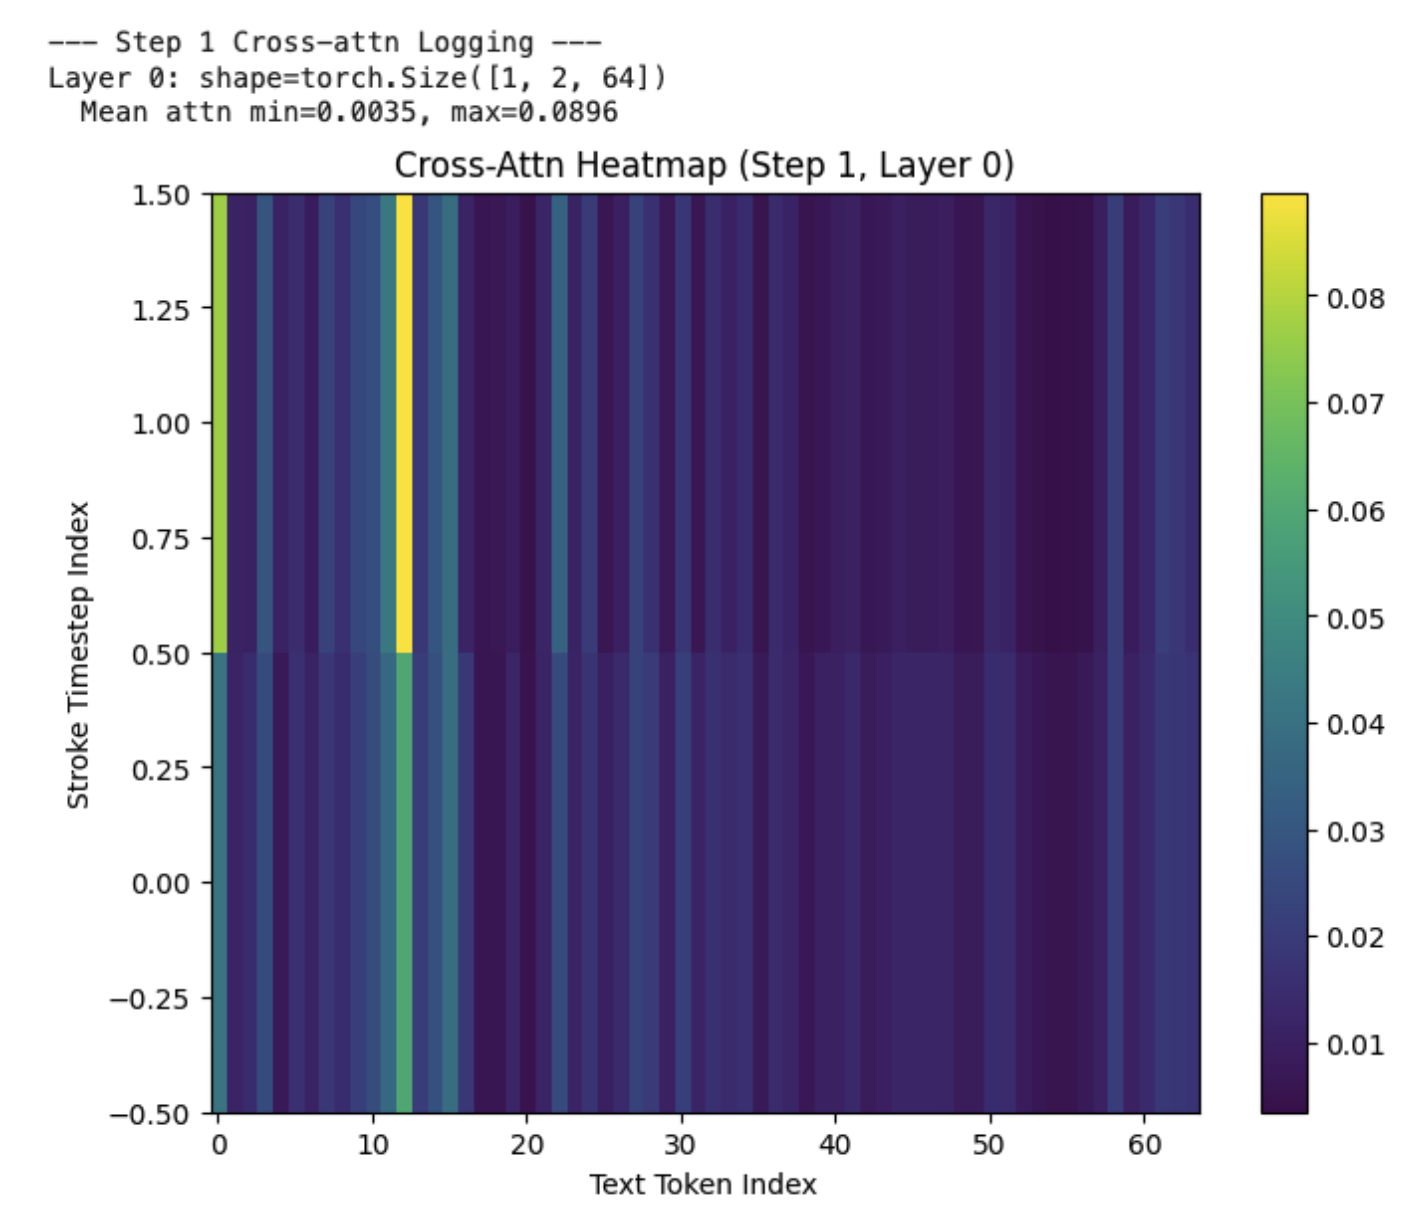 --- Step 1 Cross-attn Logging ---
Layer 0: shape=torch.Size([1, 2, 64])
Mean attn min=0.0035, max=0.0896
Cross-Attn Heatmap (Step 1, Layer 0)
1.50
1.25
1.00
0.75
0.50
0.25
0.00
−0.25
−0.50
Stroke Timestep Index
0 10 20 30 40 50 60
Text Token Index
0.08
0.07
0.06
0.05
0.04
0.03
0.02
0.01